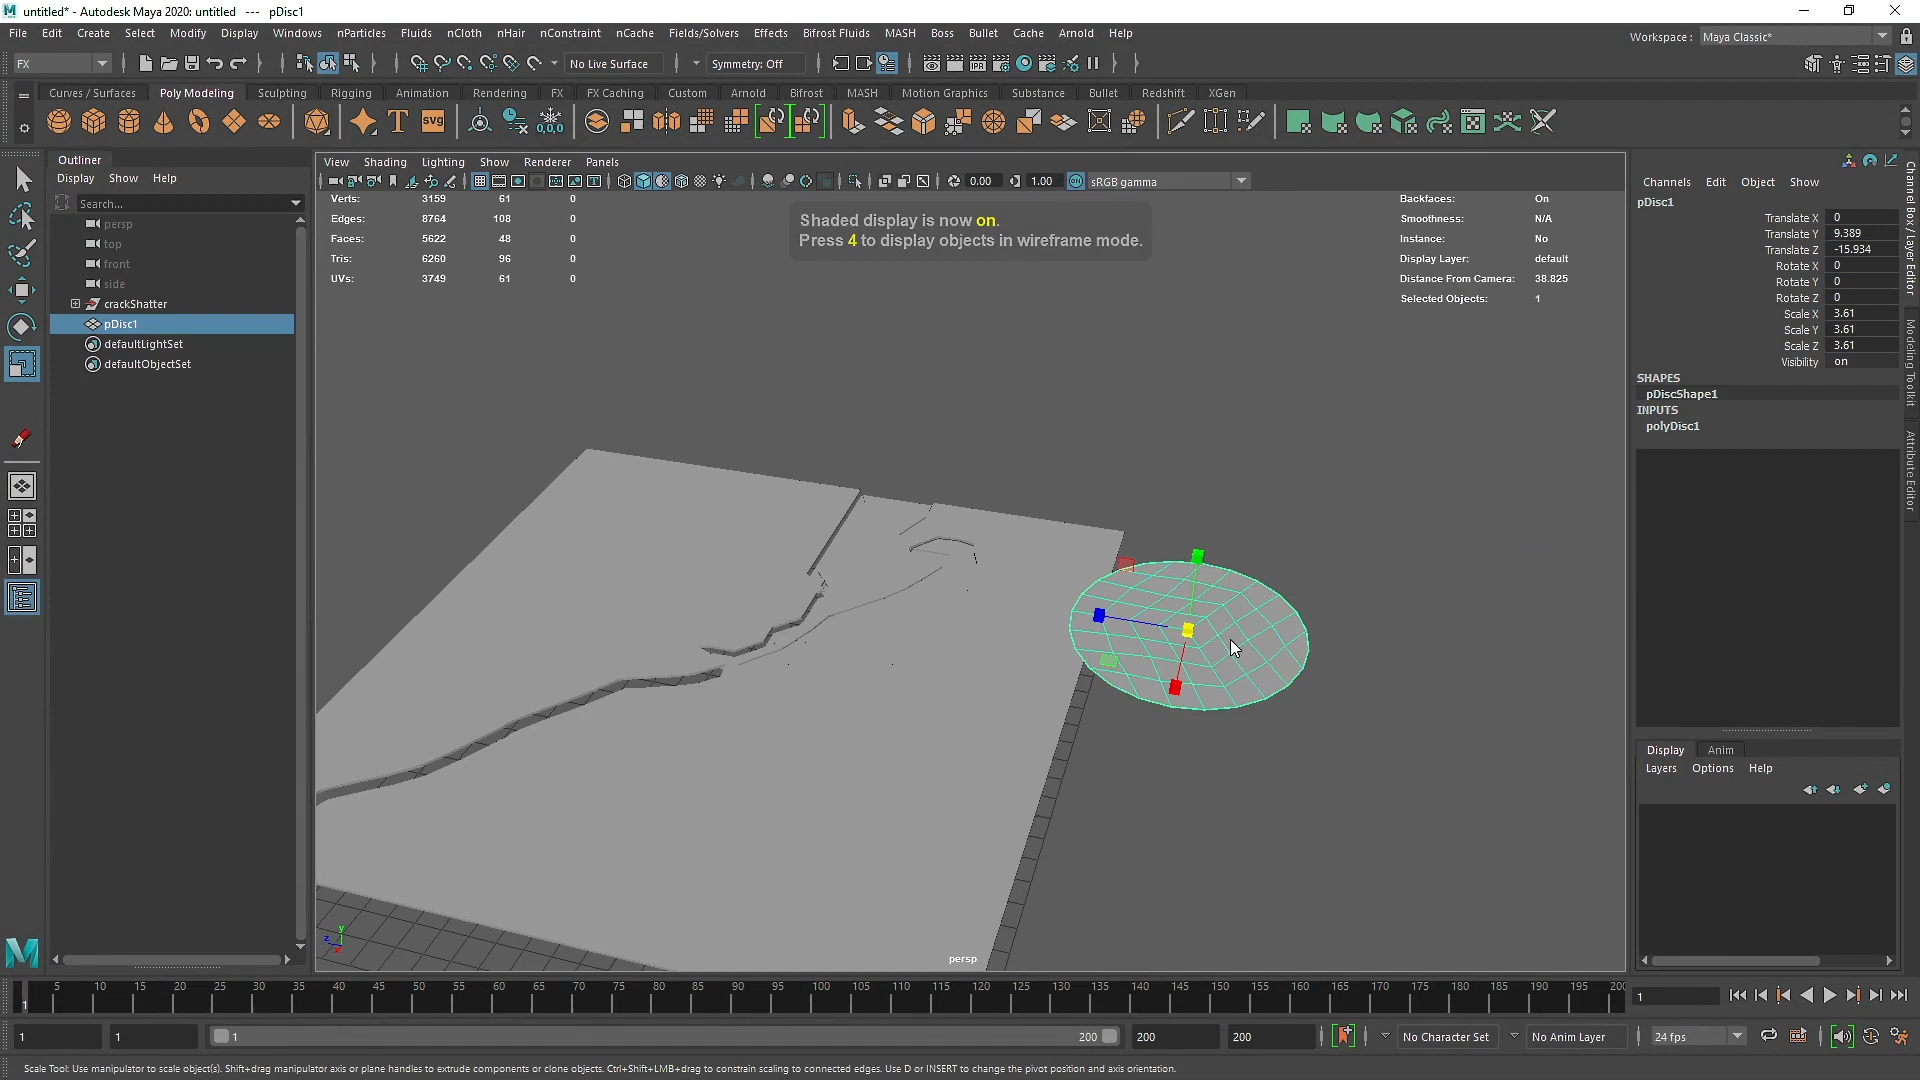 untitled* - Autodesk Maya 2020: untitled --- pDisc1
File Edit Create Select Modify Display Windows nParticles Fluids nCloth nHair nConstraint nCache Fields/Solvers Effects Bifrost Fluids MASH Boss Bullet Cache Arnold Help
Workspace : Maya Classic*
FX
No Live Surface
Symmetry: Off
Curves / Surfaces Poly Modeling Sculpting Rigging Animation Rendering FX FX Caching Custom Arnold Bifrost MASH Motion Graphics Substance Bullet Redshift XGen
T svg 0,0,0
Outliner
Display Show Help
Search...
persp
top
front
side
crackShatter
pDisc1
defaultLightSet
defaultObjectSet
View Shading Lighting Show Renderer Panels
0.00 1.00 sRGB gamma
Verts: 3159 61 0
Edges: 8764 108 0
Faces: 5622 48 0
Tris: 6260 96 0
UVs: 3749 61 0
Shaded display is now on.
Press 4 to display objects in wireframe mode.
Backfaces: On
Smoothness: N/A
Instance: No
Display Layer: default
Distance From Camera: 38.825
Selected Objects: 1
y
z
x
persp
Channels Edit Object Show
pDisc1
Translate X 0
Translate Y 9.389
Translate Z -15.934
Rotate X 0
Rotate Y 0
Rotate Z 0
Scale X 3.61
Scale Y 3.61
Scale Z 3.61
Visibility on
SHAPES
pDiscShape1
INPUTS
polyDisc1
Channel Box / Layer Editor
Modeling Toolkit
Attribute Editor
Display Anim
Layers Options Help
5 10 15 20 25 30 35 40 45 50 55 60 65 70 75 80 85 90 95 100 105 110 115 120 125 130 135 140 145 150 155 160 165 170 175 180 185 190 195 200
1
1
1 1 1 200 200 200 No Character Set No Anim Layer 24 fps
Scale Tool: Use manipulator to scale object(s). Shift+drag manipulator axis or plane handles to extrude components or clone objects. Ctrl+Shift+LMB+drag to constrain scaling to connected edges. Use D or INSERT to change the pivot position and axis orientation.